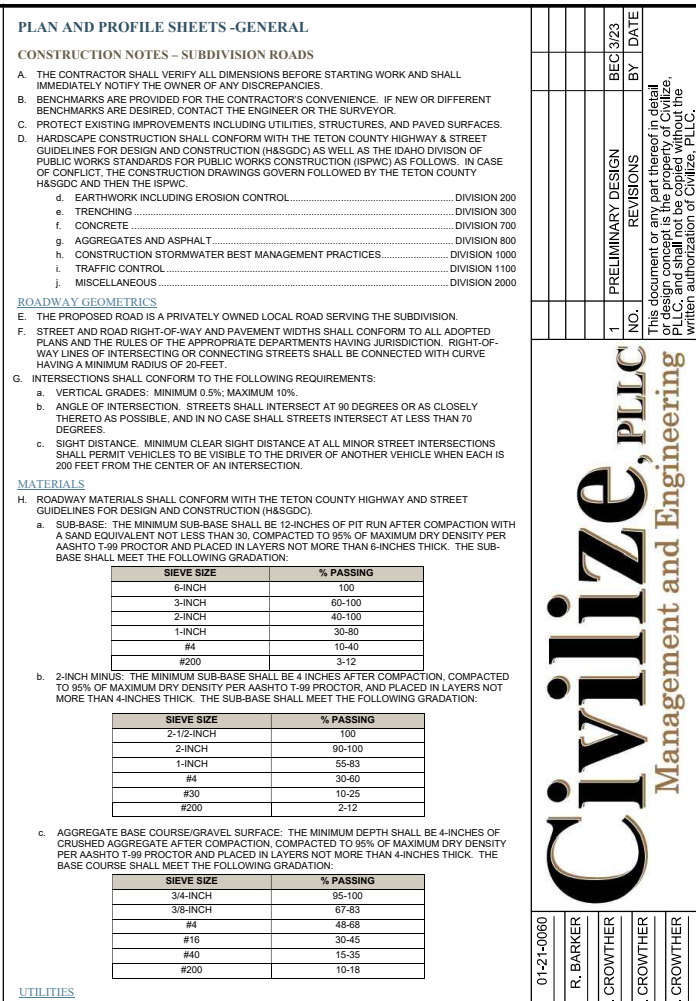 PLAN AND PROFILE SHEETS -GENERAL
CONSTRUCTION NOTES – SUBDIVISION ROADS
A. THE CONTRACTOR SHALL VERIFY ALL DIMENSIONS BEFORE STARTING WORK AND SHALL
IMMEDIATELY NOTIFY THE OWNER OF ANY DISCREPANCIES.
B. BENCHMARKS ARE PROVIDED FOR THE CONTRACTOR'S CONVENIENCE. IF NEW OR DIFFERENT
BENCHMARKS ARE DESIRED, CONTACT THE ENGINEER OR THE SURVEYOR.
C. PROTECT EXISTING IMPROVEMENTS INCLUDING UTILITIES, STRUCTURES, AND PAVED SURFACES.
D. HARDSCAPE CONSTRUCTION SHALL CONFORM WITH THE TETON COUNTY HIGHWAY & STREET
GUIDELINES FOR DESIGN AND CONSTRUCTION (H&SGDC) AS WELL AS THE IDAHO DIVISON OF
PUBLIC WORKS STANDARDS FOR PUBLIC WORKS CONSTRUCTION (ISPWC) AS FOLLOWS. IN CASE
OF CONFLICT, THE CONSTRUCTION DRAWINGS GOVERN FOLLOWED BY THE TETON COUNTY
H&SGDC AND THEN THE ISPWC.
d. EARTHWORK INCLUDING EROSION CONTROL........ DIVISION 200
e. TRENCHING ........ DIVISION 300
f. CONCRETE ........ DIVISION 700
g. AGGREGATES AND ASPHALT........ DIVISION 800
h. CONSTRUCTION STORMWATER BEST MANAGEMENT PRACTICES........ DIVISION 1000
i. TRAFFIC CONTROL ........ DIVISION 1100
j. MISCELLANEOUS ........ DIVISION 2000
ROADWAY GEOMETRICS
E. THE PROPOSED ROAD IS A PRIVATELY OWNED LOCAL ROAD SERVING THE SUBDIVISION.
F. STREET AND ROAD RIGHT-OF-WAY AND PAVEMENT WIDTHS SHALL CONFORM TO ALL ADOPTED
PLANS AND THE RULES OF THE APPROPRIATE DEPARTMENTS HAVING JURISDICTION. RIGHT-OF-
WAY LINES OF INTERSECTING OR CONNECTING STREETS SHALL BE CONNECTED WITH CURVE
HAVING A MINIMUM RADIUS OF 20-FEET.
G. INTERSECTIONS SHALL CONFORM TO THE FOLLOWING REQUIREMENTS:
a. VERTICAL GRADES: MINIMUM 0.5%; MAXIMUM 10%.
b. ANGLE OF INTERSECTION. STREETS SHALL INTERSECT AT 90 DEGREES OR AS CLOSELY
THERETO AS POSSIBLE, AND IN NO CASE SHALL STREETS INTERSECT AT LESS THAN 70
DEGREES.
c. SIGHT DISTANCE. MINIMUM CLEAR SIGHT DISTANCE AT ALL MINOR STREET INTERSECTIONS
SHALL PERMIT VEHICLES TO BE VISIBLE TO THE DRIVER OF ANOTHER VEHICLE WHEN EACH IS
200 FEET FROM THE CENTER OF AN INTERSECTION.
MATERIALS
H. ROADWAY MATERIALS SHALL CONFORM WITH THE TETON COUNTY HIGHWAY AND STREET
GUIDELINES FOR DESIGN AND CONSTRUCTION (H&SGDC).
a. SUB-BASE: THE MINIMUM SUB-BASE SHALL BE 12-INCHES OF PIT RUN AFTER COMPACTION WITH
A SAND EQUIVALENT NOT LESS THAN 30, COMPACTED TO 95% OF MAXIMUM DRY DENSITY PER
AASHTO T-99 PROCTOR AND PLACED IN LAYERS NOT MORE THAN 6-INCHES THICK. THE SUB-
BASE SHALL MEET THE FOLLOWING GRADATION:
SIEVE SIZE % PASSING
6-INCH 100
3-INCH 60-100
2-INCH 40-100
1-INCH 30-80
#4 10-40
#200 3-12
b. 2-INCH MINUS: THE MINIMUM SUB-BASE SHALL BE 4 INCHES AFTER COMPACTION, COMPACTED
TO 95% OF MAXIMUM DRY DENSITY PER AASHTO T-99 PROCTOR, AND PLACED IN LAYERS NOT
MORE THAN 4-INCHES THICK. THE SUB-BASE SHALL MEET THE FOLLOWING GRADATION:
SIEVE SIZE % PASSING
2-1/2-INCH 100
2-INCH 90-100
1-INCH 55-83
#4 30-60
#30 10-25
#200 2-12
c. AGGREGATE BASE COURSE/GRAVEL SURFACE: THE MINIMUM DEPTH SHALL BE 4-INCHES OF
CRUSHED AGGREGATE AFTER COMPACTION, COMPACTED TO 95% OF MAXIMUM DRY DENSITY
PER AASHTO T-99 PROCTOR AND PLACED IN LAYERS NOT MORE THAN 4-INCHES THICK. THE
BASE COURSE SHALL MEET THE FOLLOWING GRADATION:
SIEVE SIZE % PASSING
3/4-INCH 95-100
3/8-INCH 67-83
#4 48-68
#16 30-45
#40 15-35
#200 10-18
UTILITIES
1 PRELIMINARY DESIGN BEC 3/23
NO. REVISIONS BY DATE
This document or any part thereof in detail
or design concept is the property of Civilize,
PLLC. and shall not be copied without the
written authorization of Civilize, PLLC.
Civilize, PLLC
Management and Engineering
01-21-0060
R. BARKER
. CROWTHER
. CROWTHER
. CROWTHER